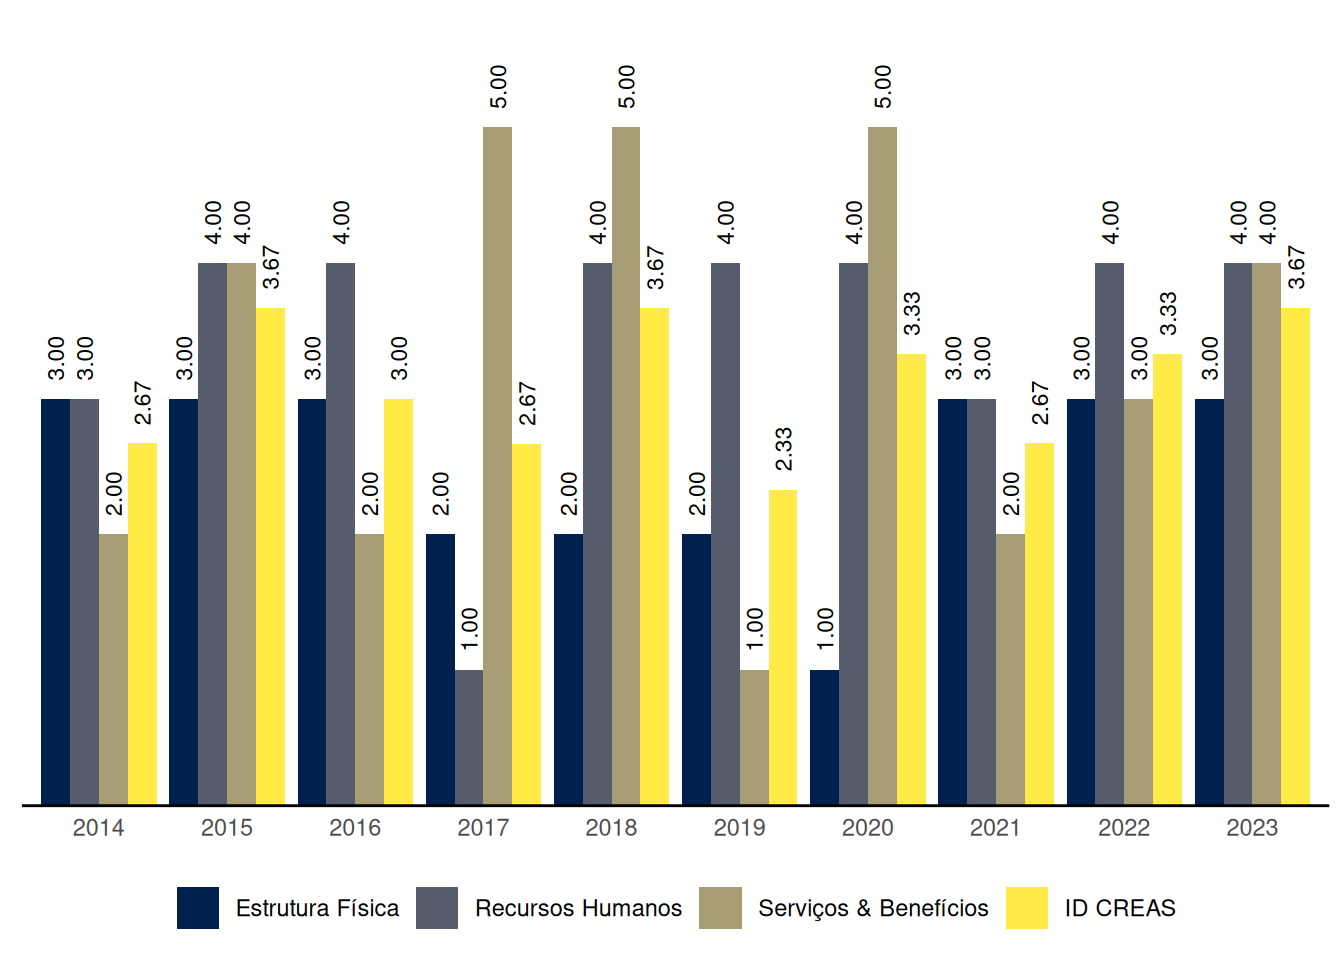 5.00 5.00 5.00
4.00 4.00 4.00 4.00 4.00 4.00 4.00 4.00 4.00
3.67 3.67 3.67
3.33 3.33
3.00 3.00 3.00 3.00 3.00 3.00 3.00 3.00 3.00 3.00
2.67 2.67 2.67
2.33
2.00 2.00 2.00 2.00 2.00 2.00
1.00 1.00 1.00
2014 2015 2016 2017 2018 2019 2020 2021 2022 2023
Estrutura Física Recursos Humanos Serviços & Benefícios ID CREAS